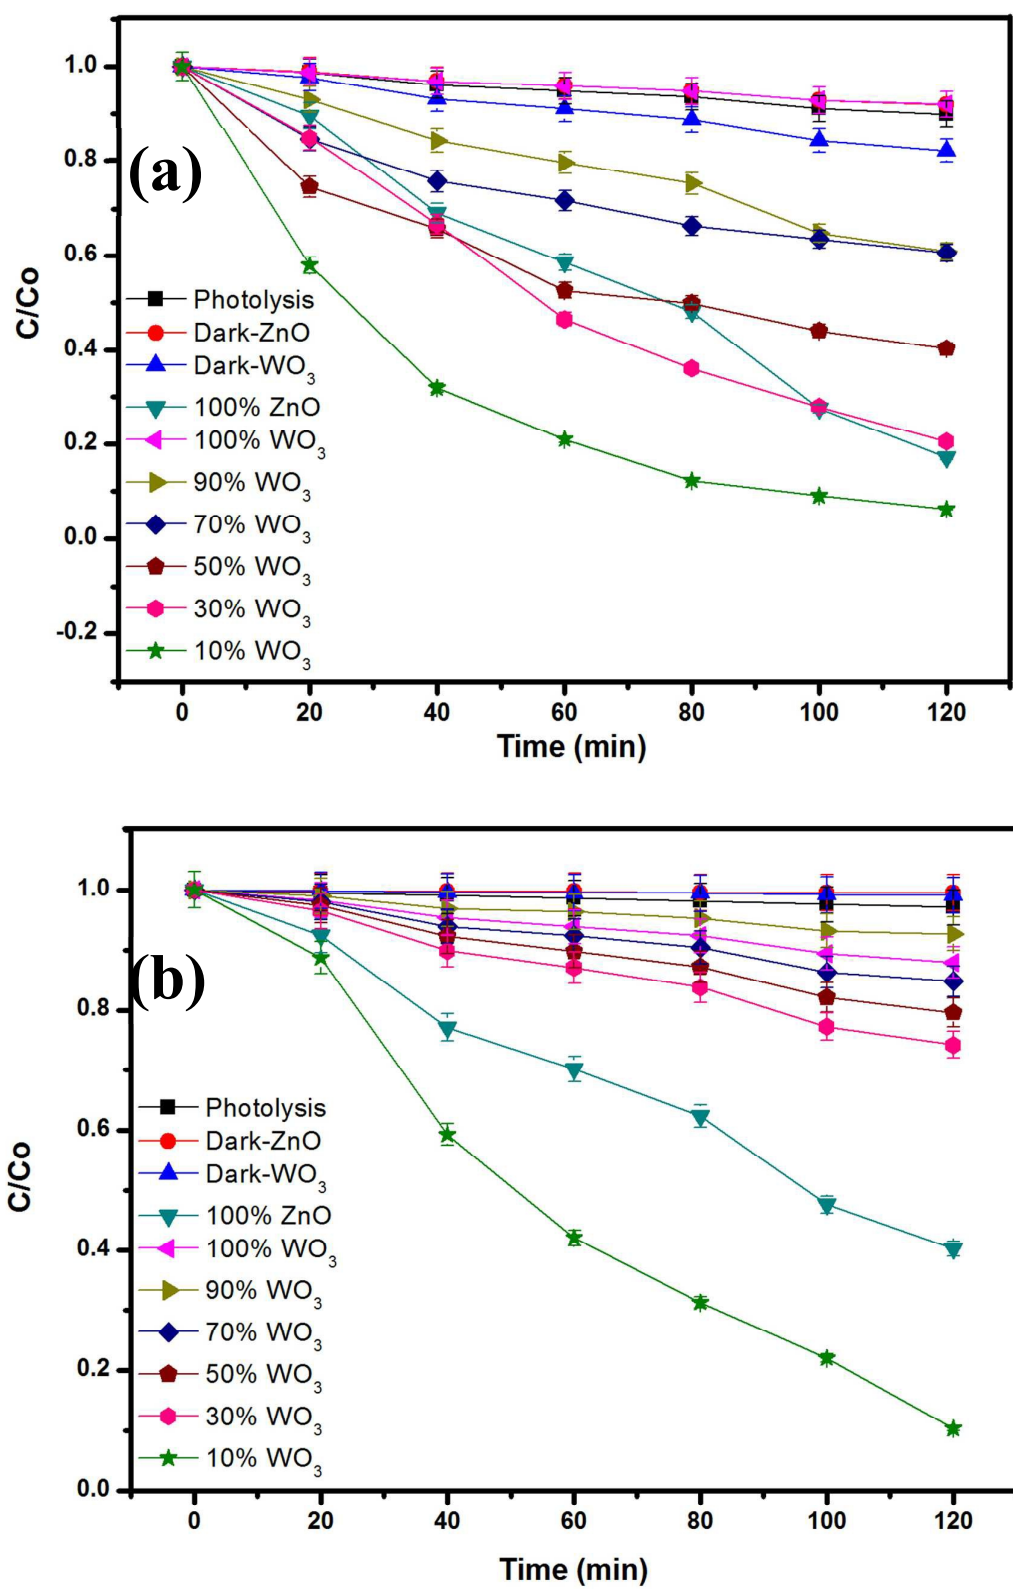 (a)
C/Co
1.0
0.8
0.6
0.4
0.2
0.0
-0.2
Photolysis
Dark-ZnO
Dark-WO3
100% ZnO
100% WO3
90% WO3
70% WO3
50% WO3
30% WO3
10% WO3
0 20 40 60 80 100 120
Time (min)
(b)
C/Co
1.0
0.8
0.6
0.4
0.2
0.0
Photolysis
Dark-ZnO
Dark-WO3
100% ZnO
100% WO3
90% WO3
70% WO3
50% WO3
30% WO3
10% WO3
0 20 40 60 80 100 120
Time (min)